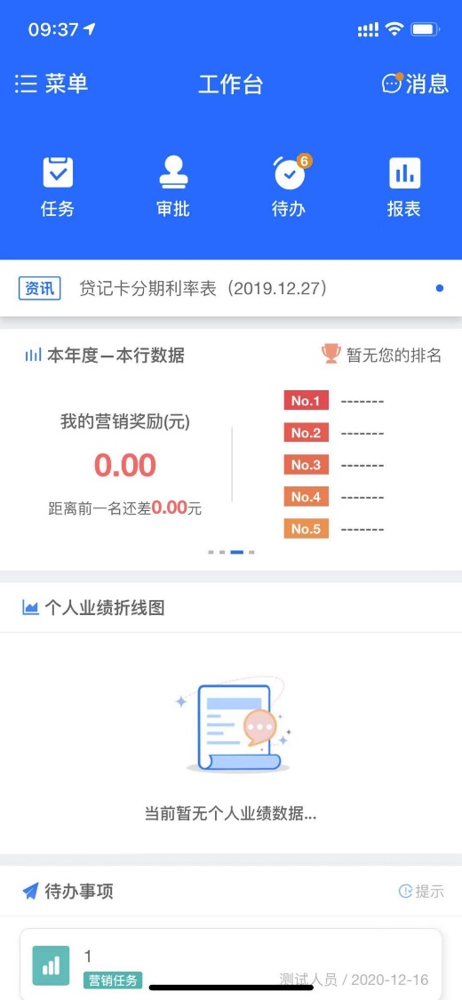 09:37
菜单
工作台
消息
任务
审批
6
待办
报表
资讯
贷记卡分期利率表（2019.12.27）
本年度—本行数据
暂无您的排名
我的营销奖励(元)
0.00
距离前一名还差0.00元
No.1 -------
No.2 -------
No.3 -------
No.4 -------
No.5 -------
个人业绩折线图
当前暂无个人业绩数据...
待办事项
提示
1
营销任务
测试人员 / 2020-12-16